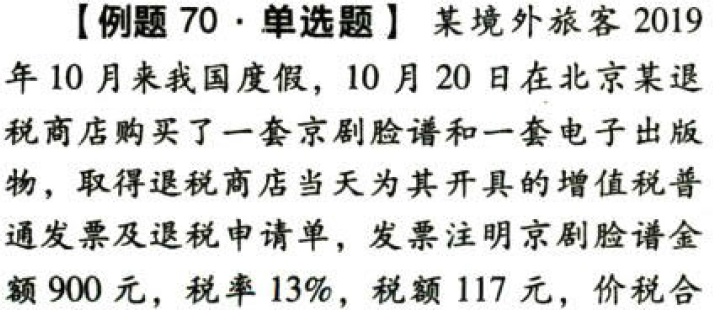 【例题 70·单选题】 某境外旅客 2019
年 10 月来我国度假，10 月 20 日在北京某退
税商店购买了一套京剧脸谱和一套电子出版
物，取得退税商店当天为其开具的增值税普
通发票及退税申请单，发票注明京剧脸谱金
额 900 元，税率 13%，税额 117 元，价税合